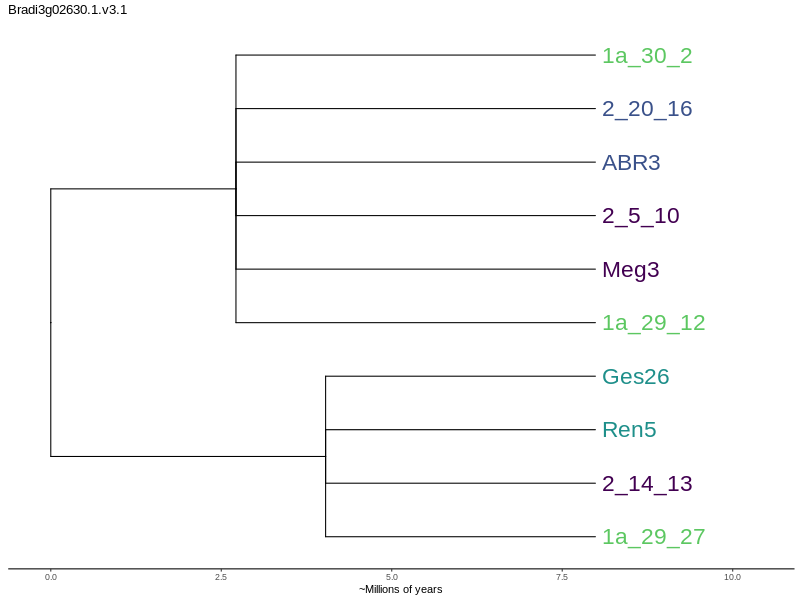 Bradi3g02630.1.v3.1
1a_30_2
2_20_16
ABR3
2_5_10
Meg3
1a_29_12
Ges26
Ren5
2_14_13
1a_29_27
0.0 2.5 5.0 7.5 10.0
~Millions of years